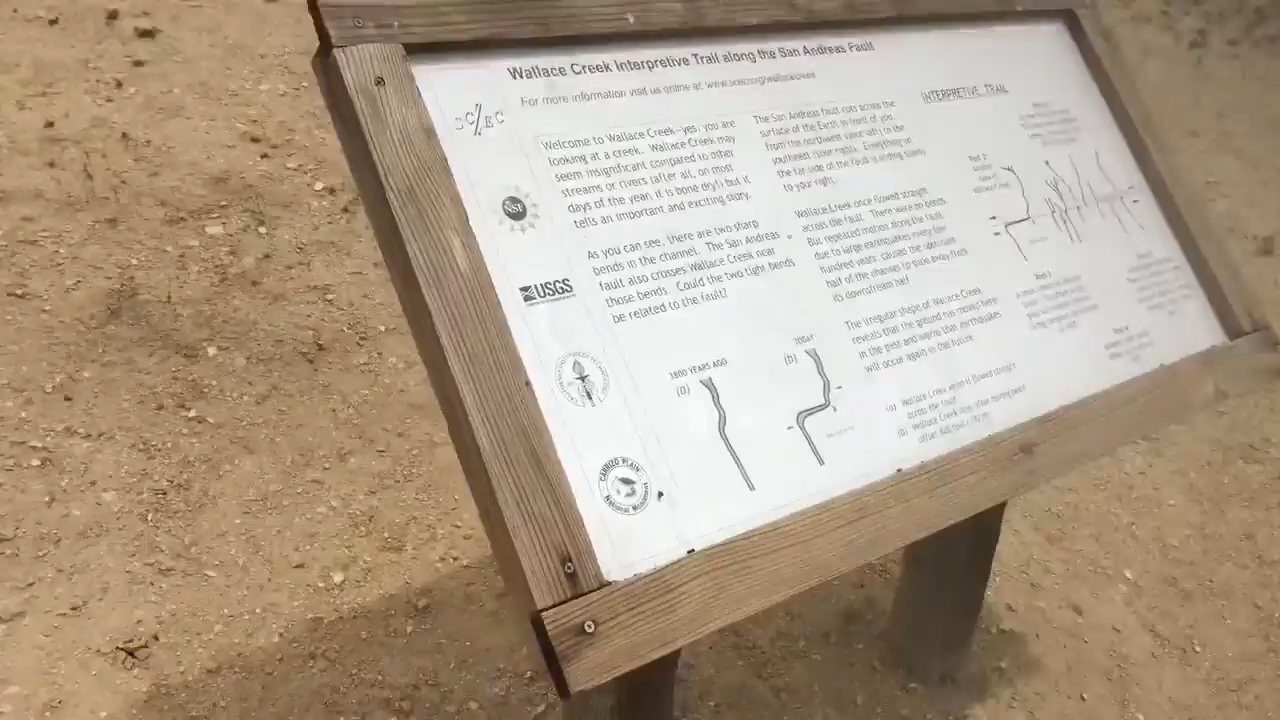 Wallace Creek Interpretive Trail along the San Andreas Fault
For more information visit us online at: www.scec.org/wallacecreek
SC/EC
NSF
USGS
CARRIZO PLAIN
National Monument
Welcome to Wallace Creek--yes, you are
looking at a creek. Wallace Creek may
seem insignificant compared to other
streams or rivers (after all, on most
days of the year, it is bone dry!) but it
tells an important and exciting story.
As you can see, there are two sharp
bends in the channel. The San Andreas
fault also crosses Wallace Creek near
those bends. Could the two tight bends
be related to the fault?
3800 YEARS AGO
(a)
TODAY
(b)
The San Andreas fault cuts across the
surface of the Earth in front of you,
from the northwest (your left) to the
southeast (your right). Everything on
the far side of the fault is sliding slowly
to your right.
Wallace Creek once flowed straight
across the fault. There were no bends.
But repeated motion along the fault,
due to large earthquakes every few
hundred years, caused the upstream
half of the channel to slide away from
its downstream half.
The irregular shape of Wallace Creek
reveals that the ground has moved here
in the past and warns that earthquakes
will occur again in the future.
(a) Wallace Creek when it flowed straight
across the fault
(b) Wallace Creek
INTERPRETIVE TRAIL